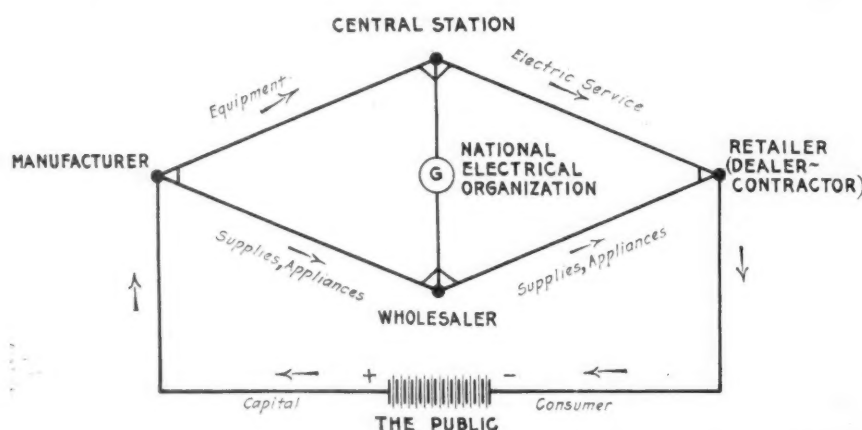 CENTRAL STATION
Equipment.
Electric Service
MANUFACTURER
G
NATIONAL
ELECTRICAL
ORGANIZATION
RETAILER
(DEALER~
CONTRACTOR)
Supplies, Appliances
Supplies, Appliances
WHOLESALER
+
-
Capital
Consumer
THE PUBLIC